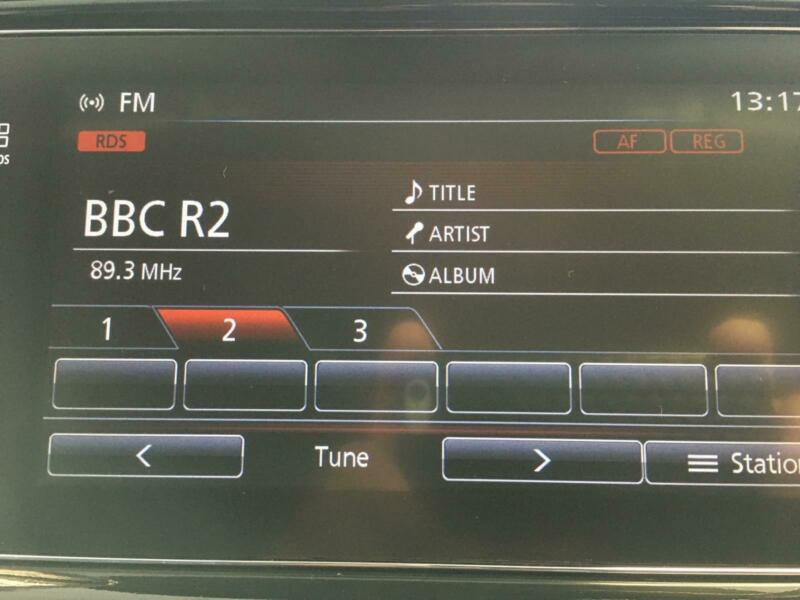 FM
13:17
RDS
AF REG
BBC R2
89.3 MHz
TITLE
ARTIST
ALBUM
1 2 3
< Tune >